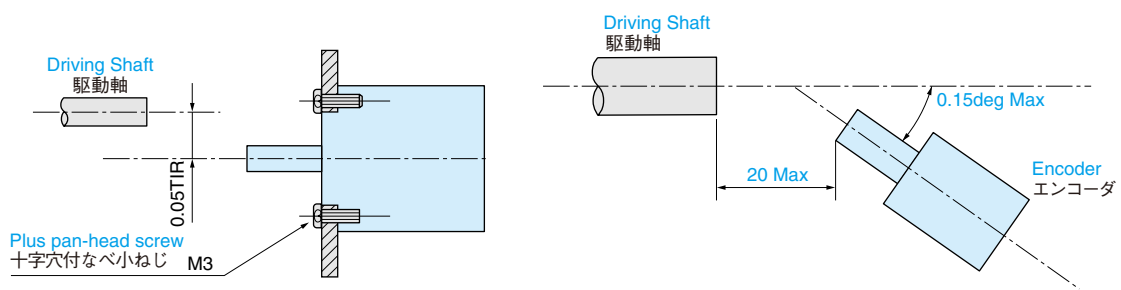 Driving Shaft
駆動軸
0.05TIR
Plus pan-head screw
十字穴付なべ小ねじ M3
Driving Shaft
駆動軸
0.15deg Max
20 Max
Encoder
エンコーダ